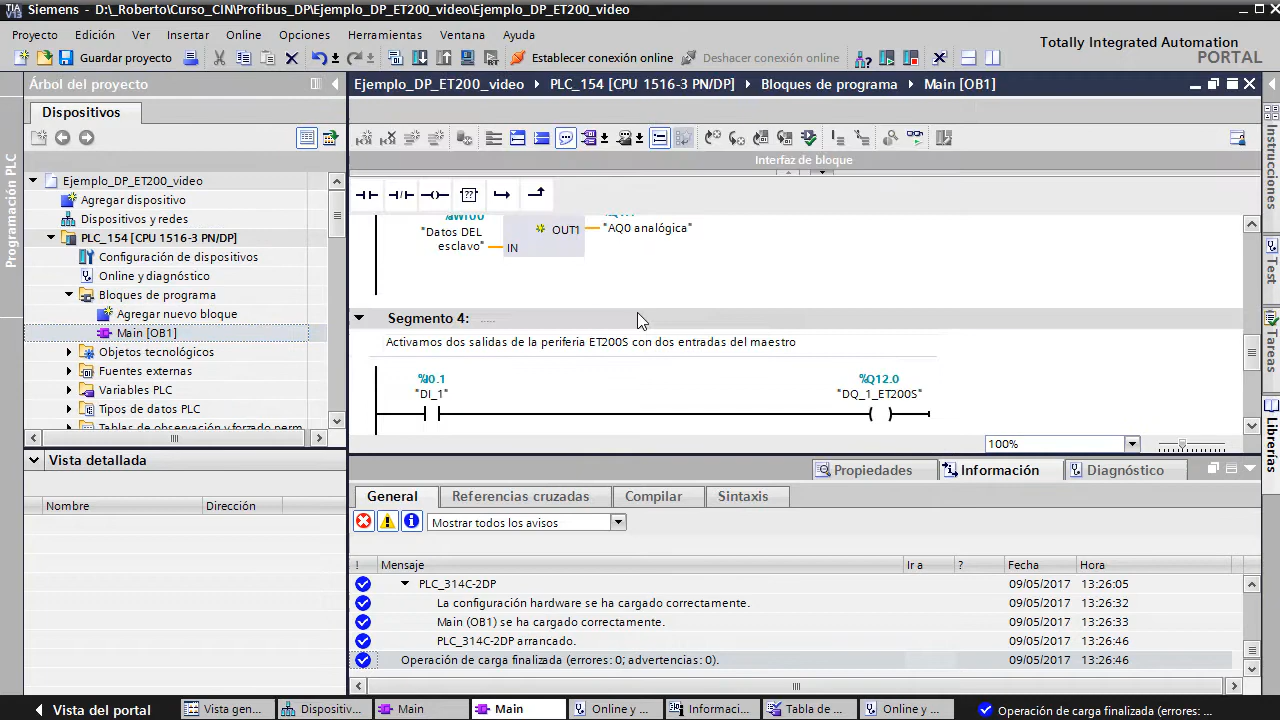 TIA
V13
Siemens - D:\_Roberto\Curso_CIN\Profibus_DP\Ejemplo_DP_ET200_video\Ejemplo_DP_ET200_video
Proyecto Edición Ver Insertar Online Opciones Herramientas Ventana Ayuda
Totally Integrated Automation
PORTAL
Guardar proyecto
Establecer conexión online
Deshacer conexión online
Árbol del proyecto
Ejemplo_DP_ET200_video PLC_154 [CPU 1516-3 PN/DP] Bloques de programa Main [OB1]
Dispositivos
Programación PLC
Ejemplo_DP_ET200_video
Agregar dispositivo
Dispositivos y redes
PLC_154 [CPU 1516-3 PN/DP]
Configuración de dispositivos
Online y diagnóstico
Bloques de programa
Agregar nuevo bloque
Main [OB1]
Objetos tecnológicos
Fuentes externas
Variables PLC
Tipos de datos PLC
Tablas de observación y forzado perm
Vista detallada
Nombre Dirección
Interfaz de bloque
??
"Datos DEL
esclavo"
IN
OUT1
"AQ0 analógica"
Segmento 4: .....
Activamos dos salidas de la periferia ET200S con dos entradas del maestro
%I0.1
"DI_1"
%Q12.0
"DQ_1_ET200S"
100%
Propiedades Información Diagnóstico
General Referencias cruzadas Compilar Sintaxis
Mostrar todos los avisos
! Mensaje Ir a ? Fecha Hora
PLC_314C-2DP 09/05/2017 13:26:05
La configuración hardware se ha cargado correctamente. 09/05/2017 13:26:32
Main (OB1) se ha cargado correctamente. 09/05/2017 13:26:33
PLC_314C-2DP arrancado. 09/05/2017 13:26:46
Operación de carga finalizada (errores: 0; advertencias: 0). 09/05/2017 13:26:46
Instrucciones
Test
Tareas
Librerías
Vista del portal
Vista gen... Dispositiv... Main Main Online y ... Informaci... Tabla de ... Online y ...
Operación de carga finalizada (errores: ...